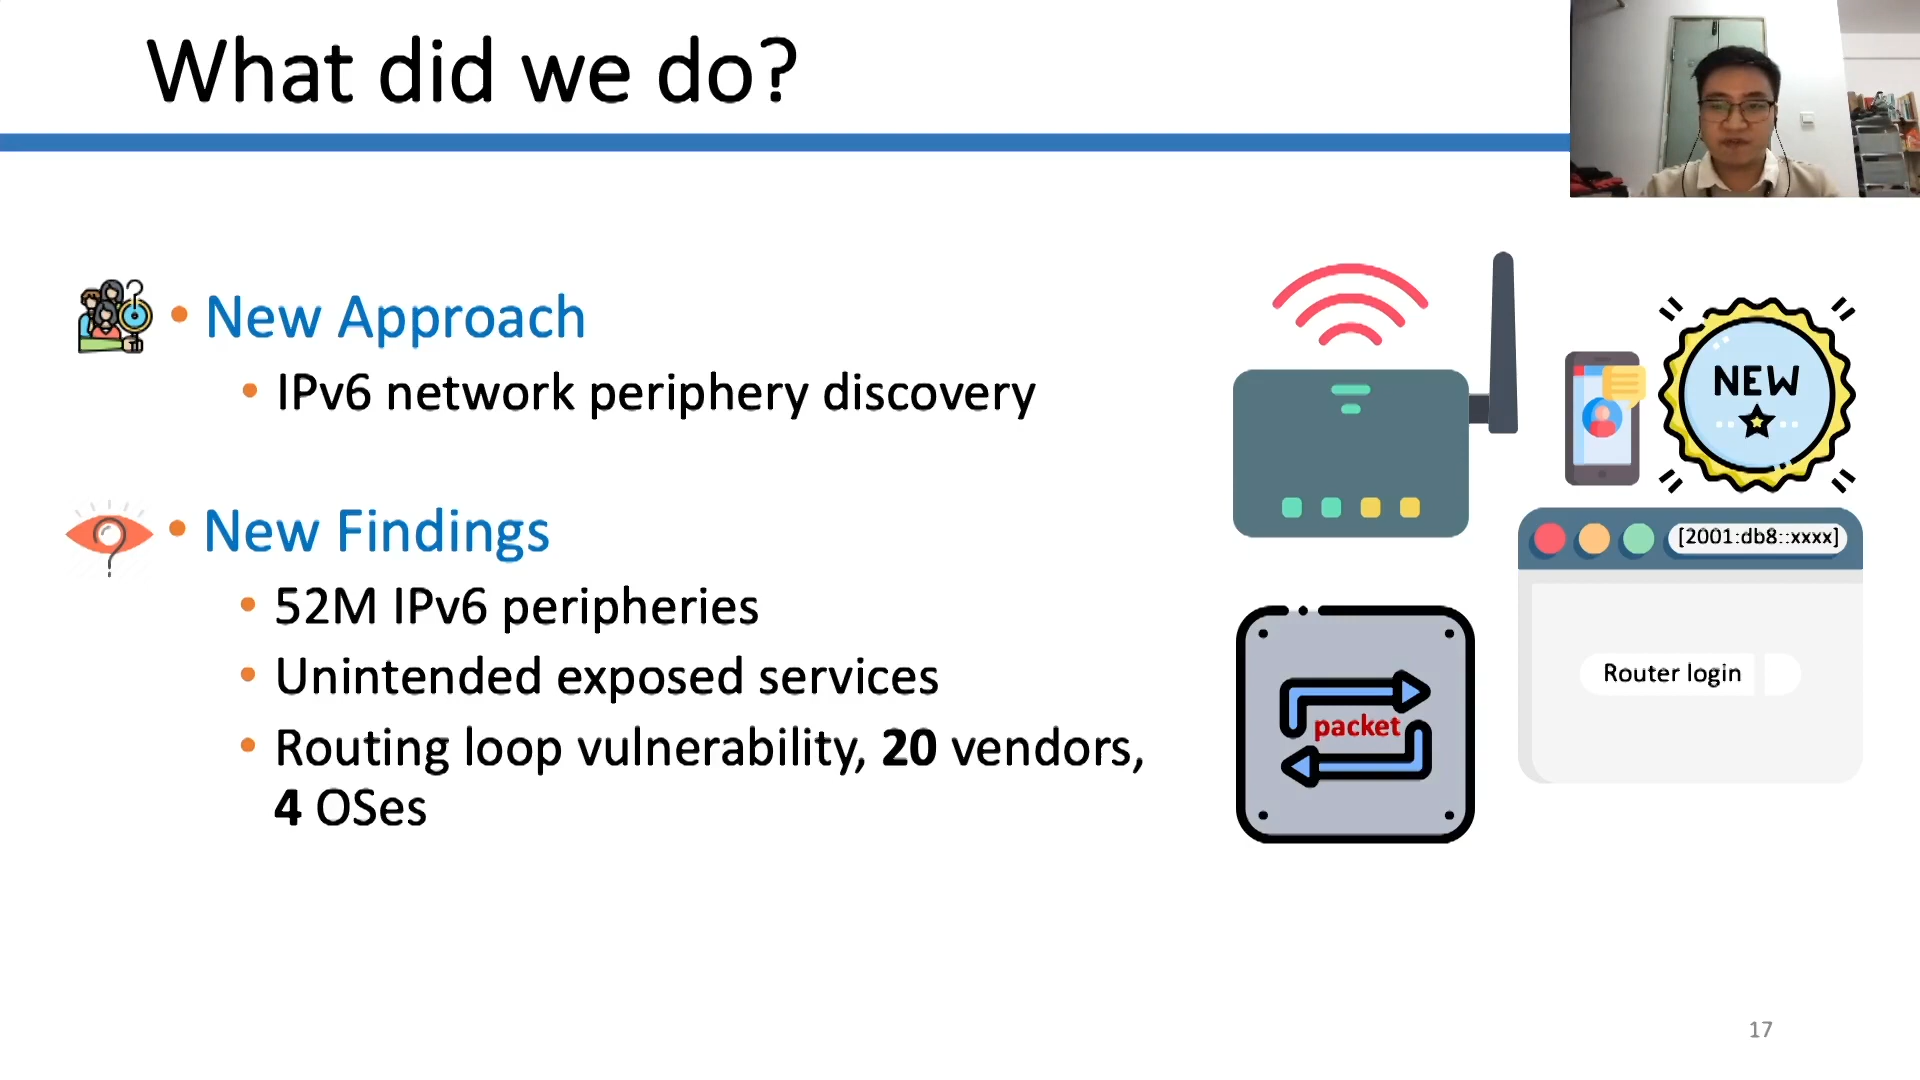 What did we do?
• New Approach
• IPv6 network periphery discovery
• New Findings
• 52M IPv6 peripheries
• Unintended exposed services
• Routing loop vulnerability, 20 vendors,
4 OSes
NEW
[2001:db8::xxxx]
Router login
packet
17